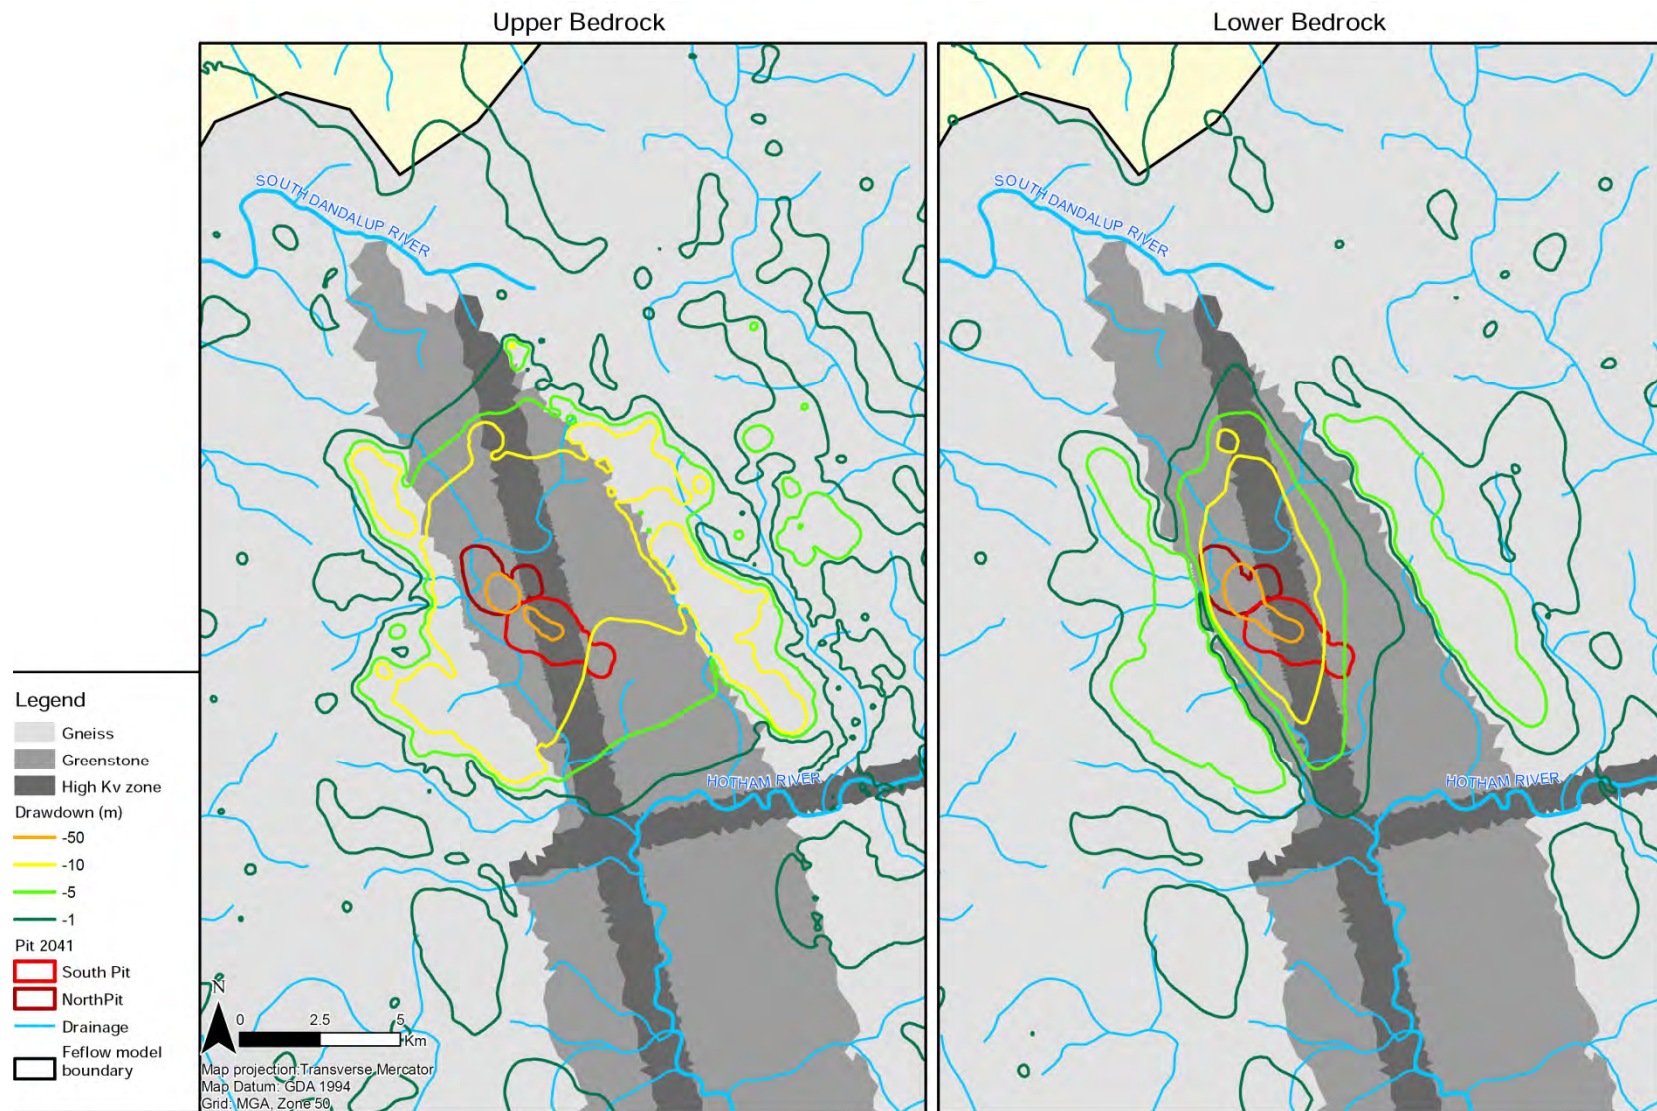 Upper Bedrock
Lower Bedrock
SOUTH DANDALUP RIVER
SOUTH DANDALUP RIVER
HOTHAM RIVER
HOTHAM RIVER
Legend
Gneiss
Greenstone
High Kv zone
Drawdown (m)
-50
-10
-5
-1
Pit 2041
South Pit
NorthPit
Drainage
Feflow model
boundary
N
0 2.5 5
Km
Map projection:Transverse Mercator
Map Datum: GDA 1994
Grid: MGA, Zone 50